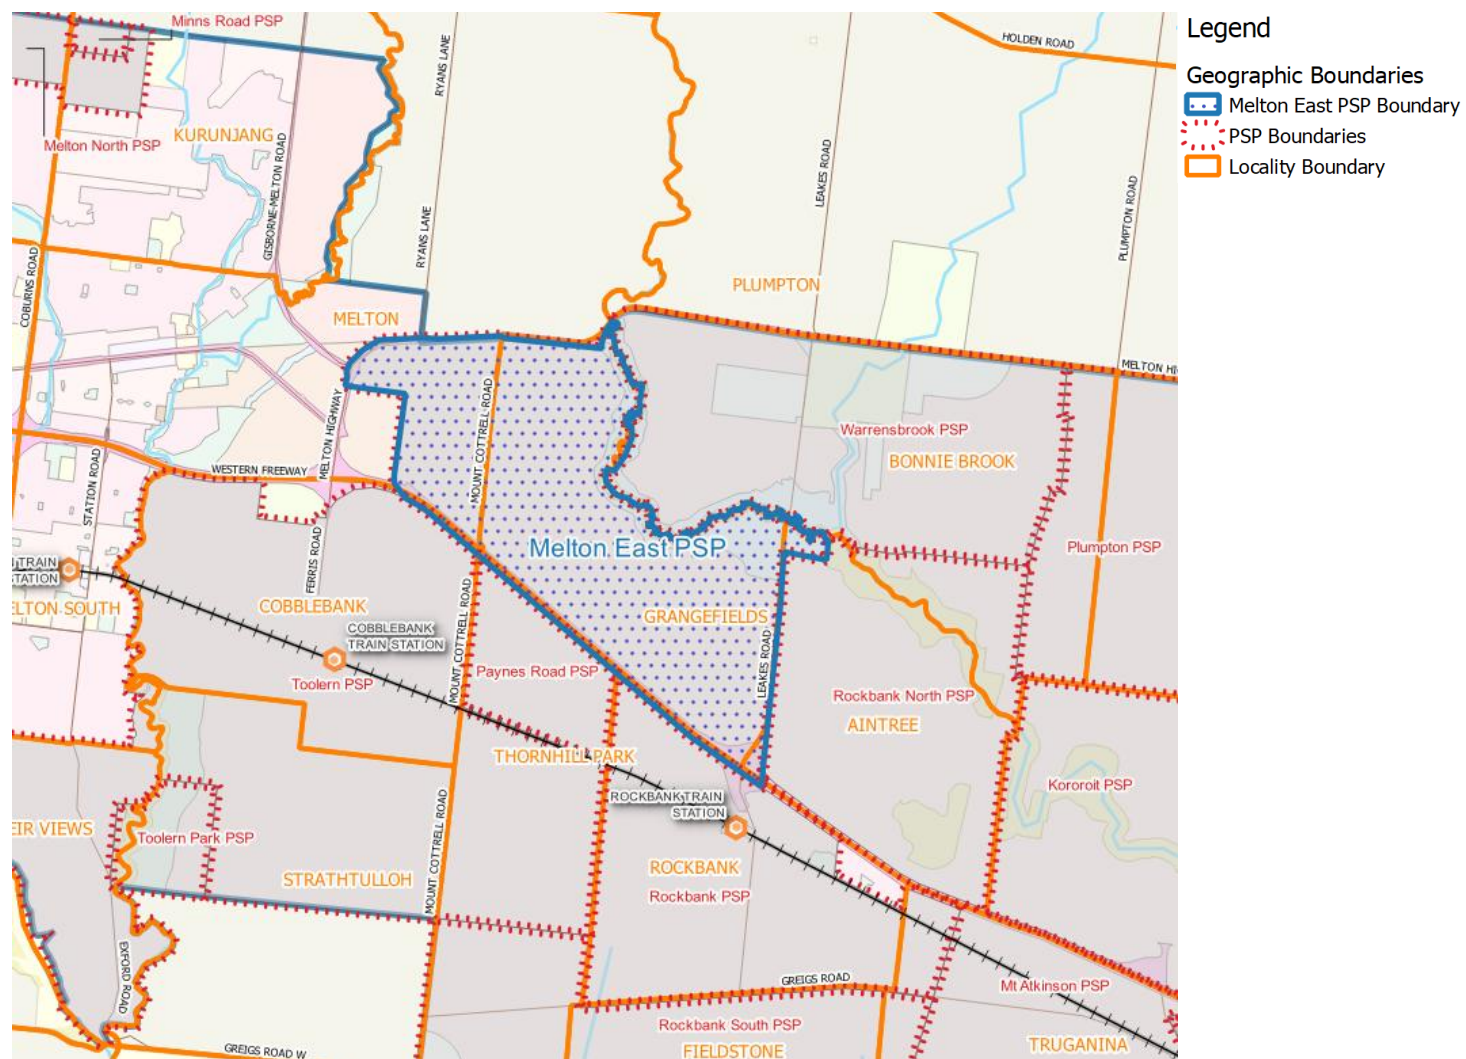 Minns Road PSP
Legend
HOLDEN ROAD
RYANS LANE
Geographic Boundaries
Melton East PSP Boundary
PSP Boundaries
Locality Boundary
KURUNJANG
Melton North PSP
GISBORNE-MELTON ROAD
LEAKES ROAD
PLUMPTON ROAD
RYANS LANE
COBURNS ROAD
PLUMPTON
MELTON
MELTON HI
MOUNT COTTRELL ROAD
MELTON HIGHWAY
Warrensbrook PSP
BONNIE BROOK
WESTERN FREEWAY
STATION ROAD
Melton East PSP
Plumpton PSP
FERRIS ROAD
TRAIN
STATION
ELTON SOUTH
COBBLEBANK
COBBLEBANK
TRAIN STATION
MOUNT COTTRELL ROAD
GRANGEFIELDS
LEAKES ROAD
Toolern PSP
Paynes Road PSP
Rockbank North PSP
AINTREE
THORNHILL PARK
ROCKBANK TRAIN
STATION
Kororoit PSP
EIR VIEWS
Toolern Park PSP
MOUNT COTTRELL ROAD
STRATHTULLOH
ROCKBANK
Rockbank PSP
EXFORD ROAD
GREIGS ROAD
Mt Atkinson PSP
Rockbank South PSP
FIELDSTONE
TRUGANINA
GREIGS ROAD W